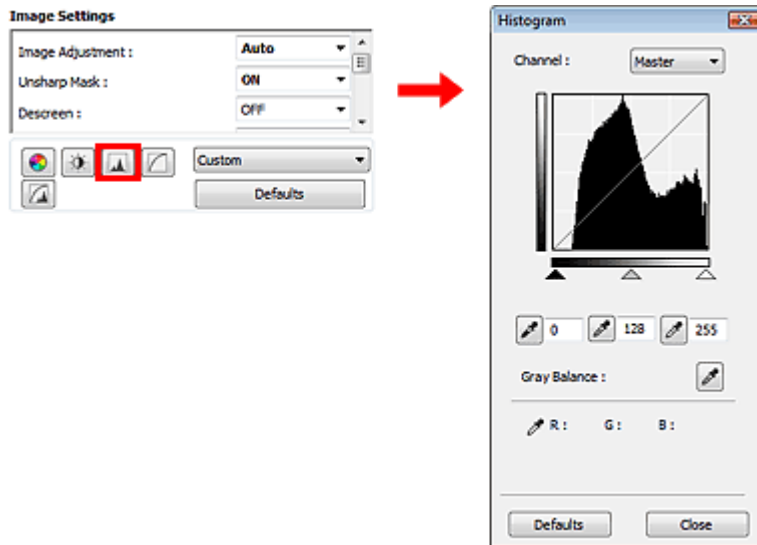 Image Settings
Image Adjustment : Auto
Unsharp Mask : ON
Descreen : OFF
Custom
Defaults
Histogram
Channel : Master
0 128 255
Gray Balance :
R : G : B :
Defaults Close